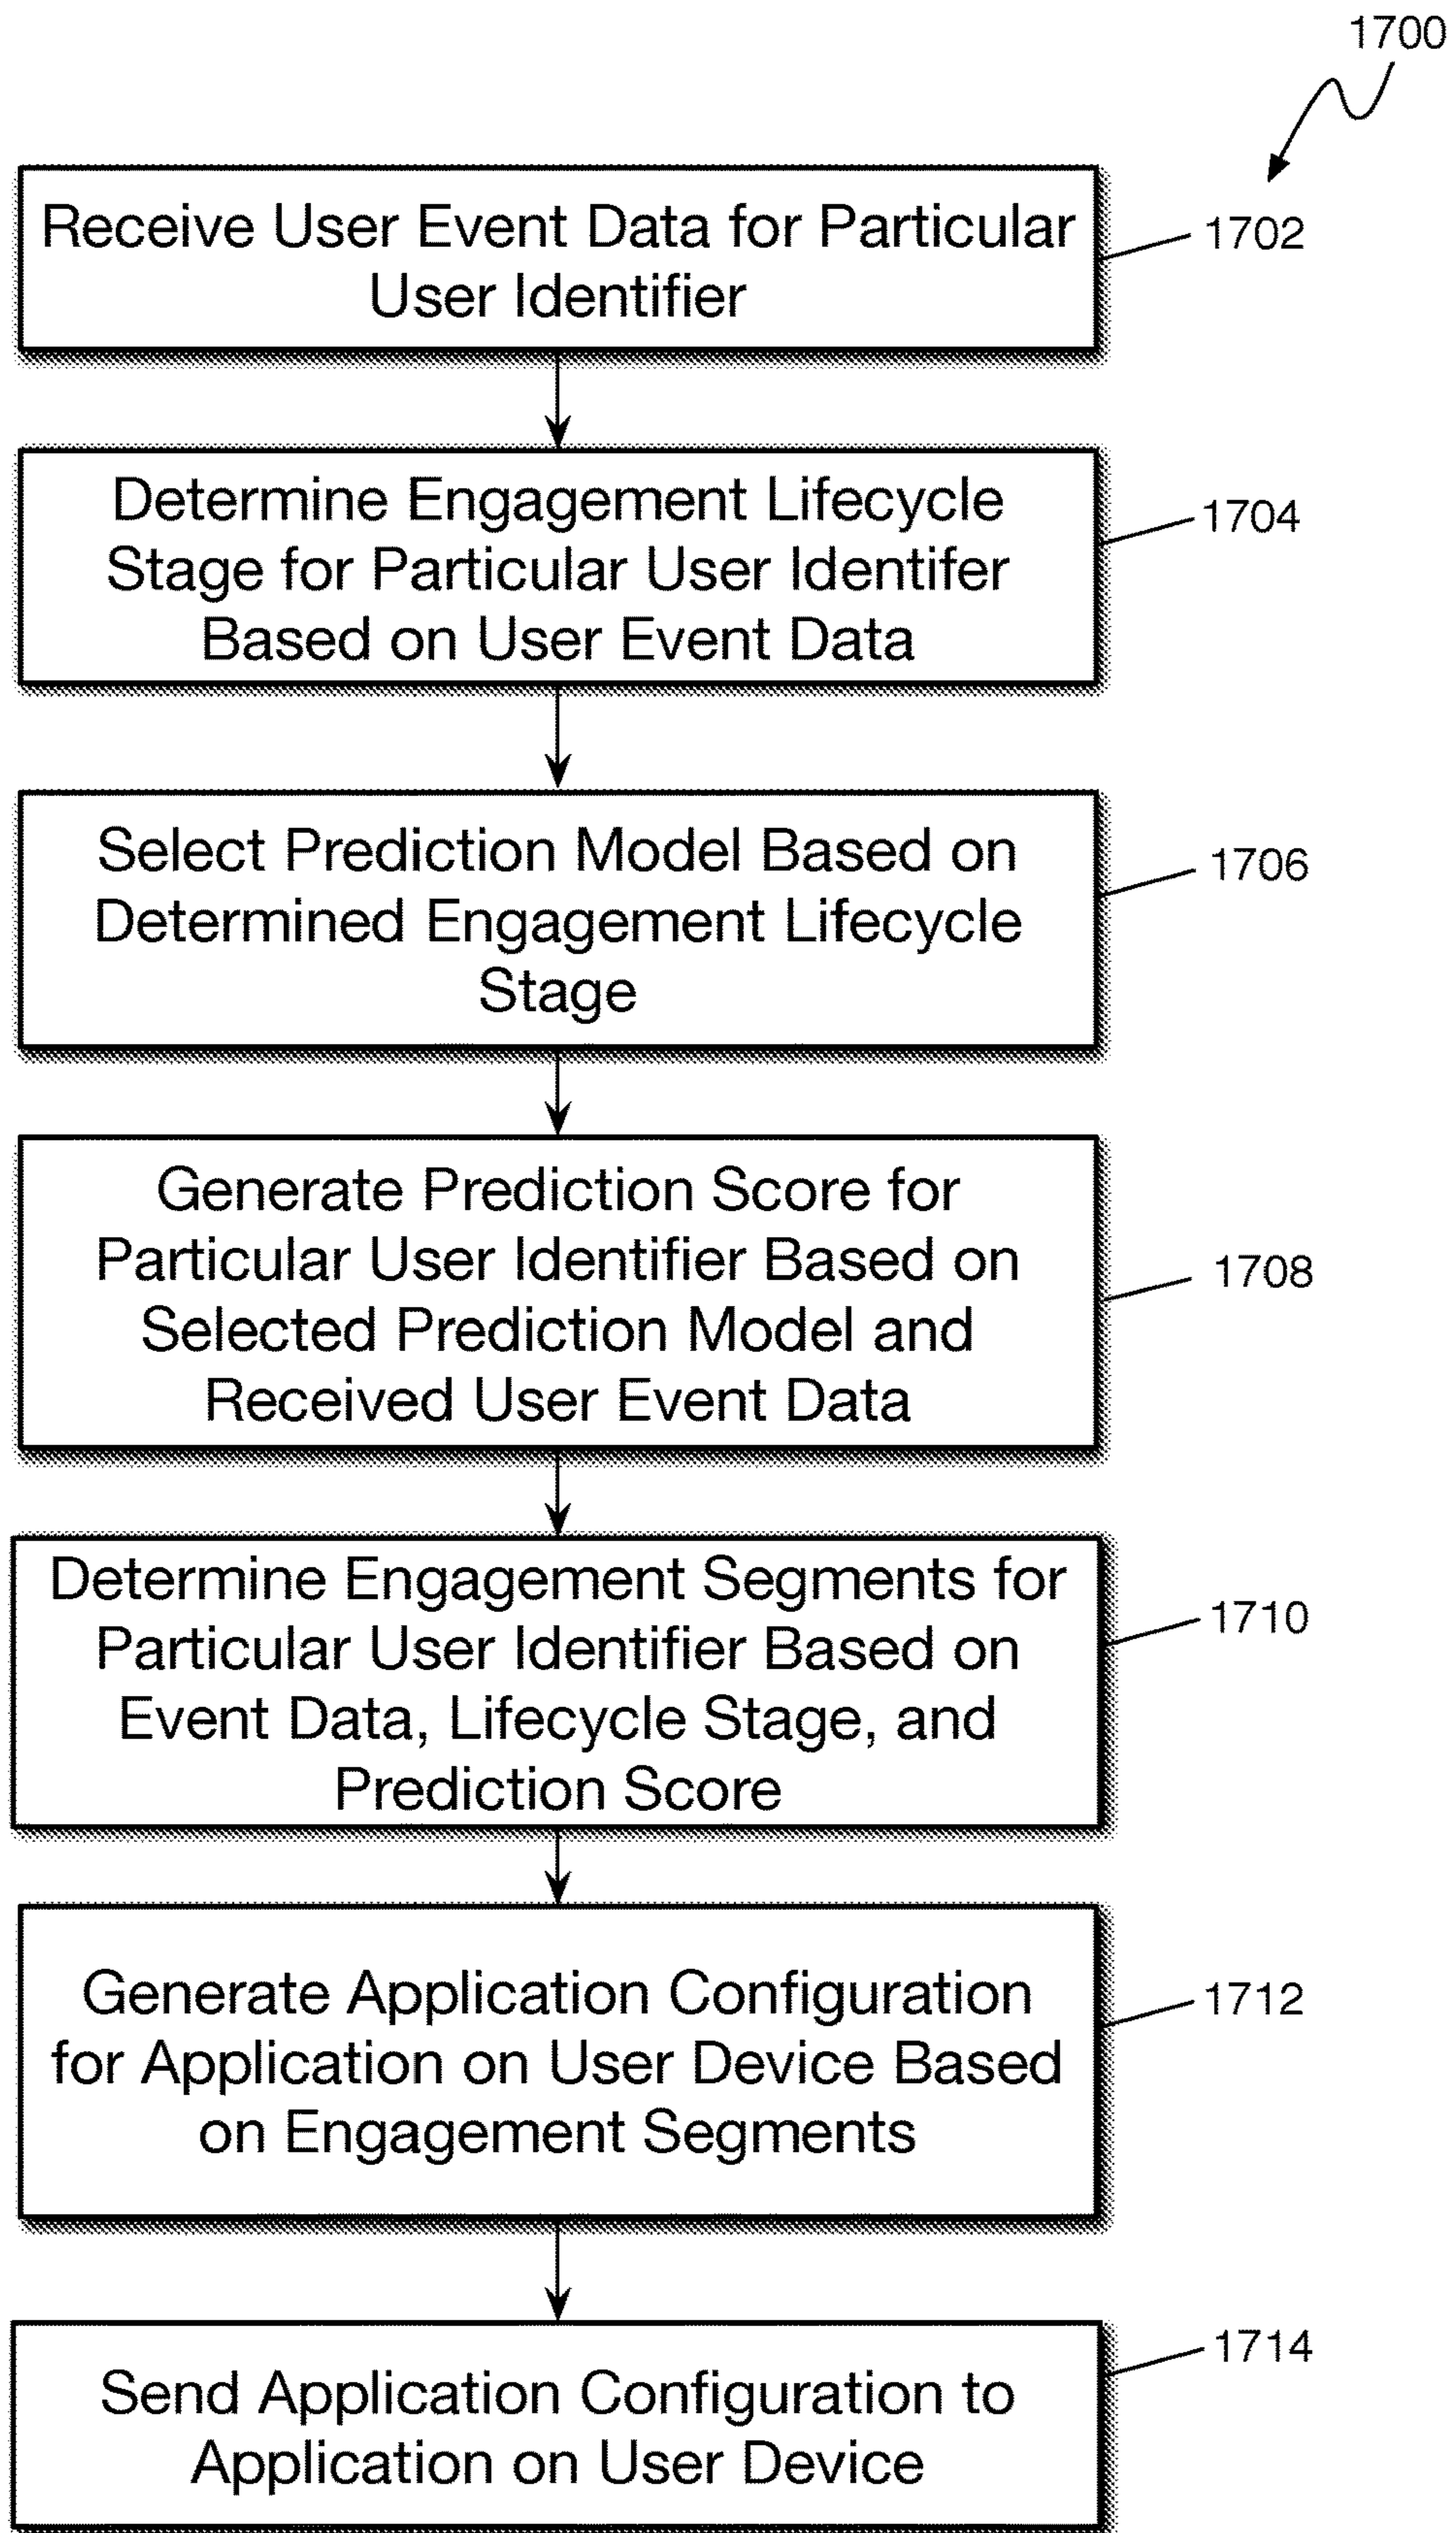 1700
Receive User Event Data for Particular
User Identifier
1702
Determine Engagement Lifecycle
Stage for Particular User Identifer
Based on User Event Data
1704
Select Prediction Model Based on
Determined Engagement Lifecycle
Stage
1706
Generate Prediction Score for
Particular User Identifier Based on
Selected Prediction Model and
Received User Event Data
1708
Determine Engagement Segments for
Particular User Identifier Based on
Event Data, Lifecycle Stage, and
Prediction Score
1710
Generate Application Configuration
for Application on User Device Based
on Engagement Segments
1712
Send Application Configuration to
Application on User Device
1714